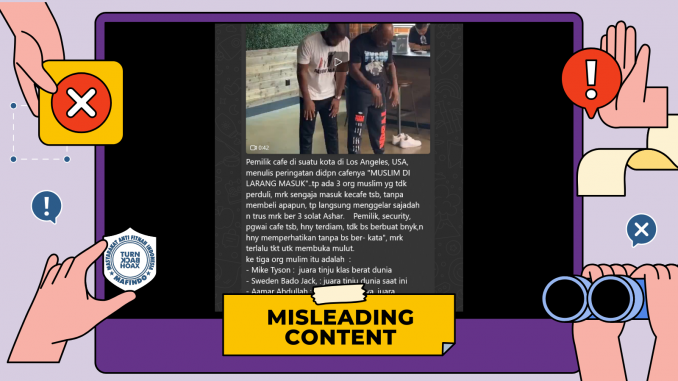 0:42
Pemilik cafe di suatu kota di Los Angeles, USA,
menulis peringatan didpn cafenya "MUSLIM DI
LARANG MASUK"..tp ada 3 org muslim yg tdk
perduli, mrk sengaja masuk kecafe tsb, tanpa
membeli apapun, tp langsung menggelar sajadah
n trus mrk ber 3 solat Ashar. Pemilik, security,
pgwai cafe tsb, hny terdiam, tdk bs berbuat bnyk,n
hny memperhatikan tanpa bs ber- kata", mrk
terlalu tkt utk membuka mulut.
ke tiga org mulim itu adalah :
- Mike Tyson : juara tinju klas berat dunia
- Sweden Bado Jack, : juara tinju dunia saat ini
- Aamar Abdullah : juara
MASYARAKAT ANTI FITNAH INDONESIA
TURN
BACK
HOAX
MAFINDO
MISLEADING
CONTENT